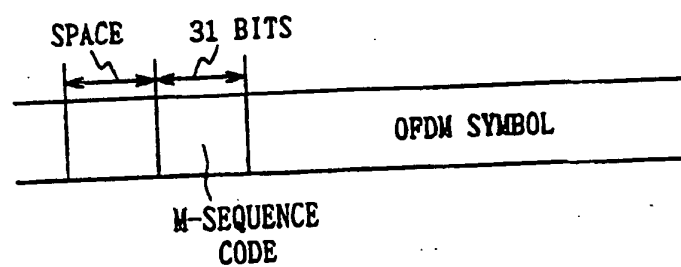 SPACE
31 BITS
OFDM SYMBOL
M-SEQUENCE
CODE